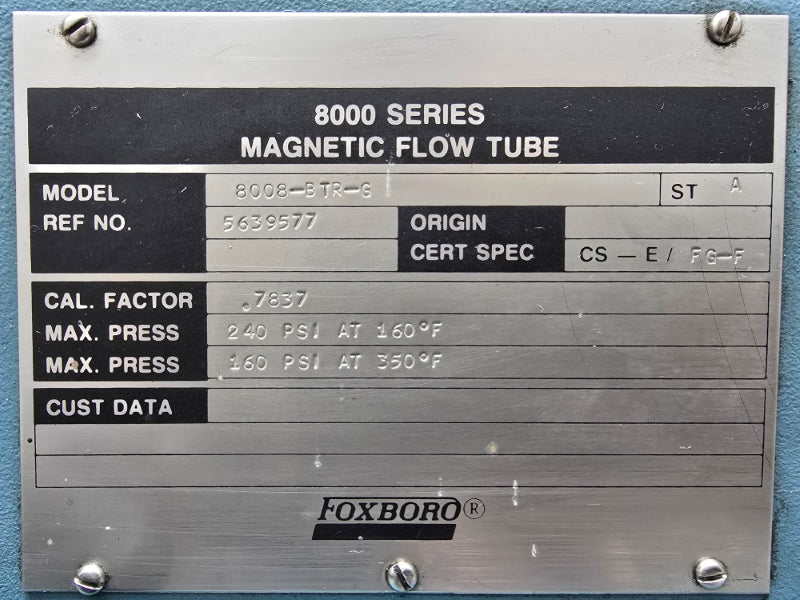 8000 SERIES
MAGNETIC FLOW TUBE
MODEL 8008-BTR-G ST A
REF NO. 5639577 ORIGIN
CERT SPEC CS — E / FG-F
CAL. FACTOR .7837
MAX. PRESS 240 PSI AT 160°F
MAX. PRESS 160 PSI AT 350°F
CUST DATA
FOXBORO ®